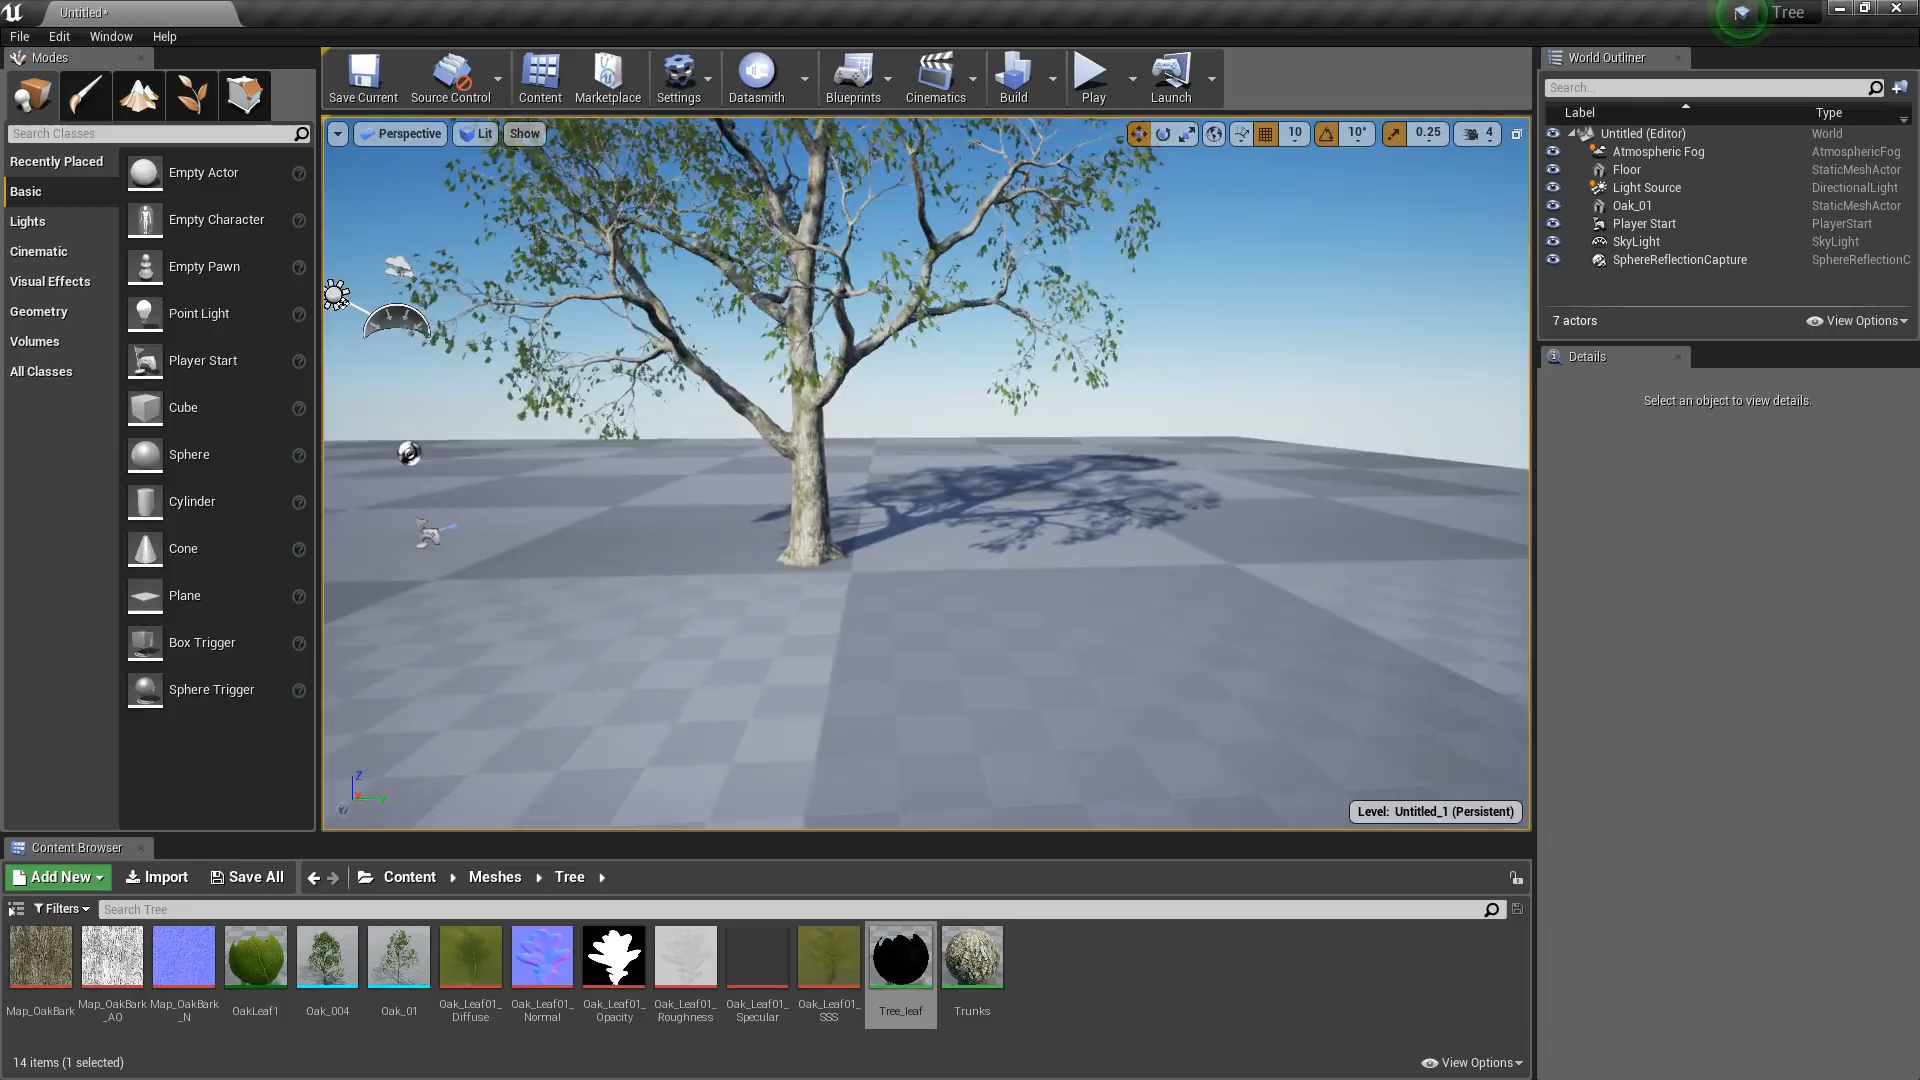 Untitled*
Tree
File Edit Window Help
Modes
Search Classes
Recently Placed
Basic
Lights
Cinematic
Visual Effects
Geometry
Volumes
All Classes
Empty Actor
Empty Character
Empty Pawn
Point Light
Player Start
Cube
Sphere
Cylinder
Cone
Plane
Box Trigger
Sphere Trigger
Save Current Source Control Content Marketplace Settings Datasmith Blueprints Cinematics Build Play Launch
Perspective Lit Show
10 10° 0.25 4
Z
Y
Level: Untitled_1 (Persistent)
World Outliner
Search...
Label Type
Untitled (Editor) World
Atmospheric Fog AtmosphericFog
Floor StaticMeshActor
Light Source DirectionalLight
Oak_01 StaticMeshActor
Player Start PlayerStart
SkyLight SkyLight
SphereReflectionCapture SphereReflectionC
7 actors View Options
Details
Select an object to view details.
Content Browser
Add New Import Save All Content Meshes Tree
Filters Search Tree
Map_OakBark
Map_OakBark
_AO
Map_OakBark
_N
OakLeaf1
Oak_004
Oak_01
Oak_Leaf01_
Diffuse
Oak_Leaf01_
Normal
Oak_Leaf01_
Opacity
Oak_Leaf01_
Roughness
Oak_Leaf01_
Specular
Oak_Leaf01_
SSS
Tree_leaf
Trunks
14 items (1 selected) View Options